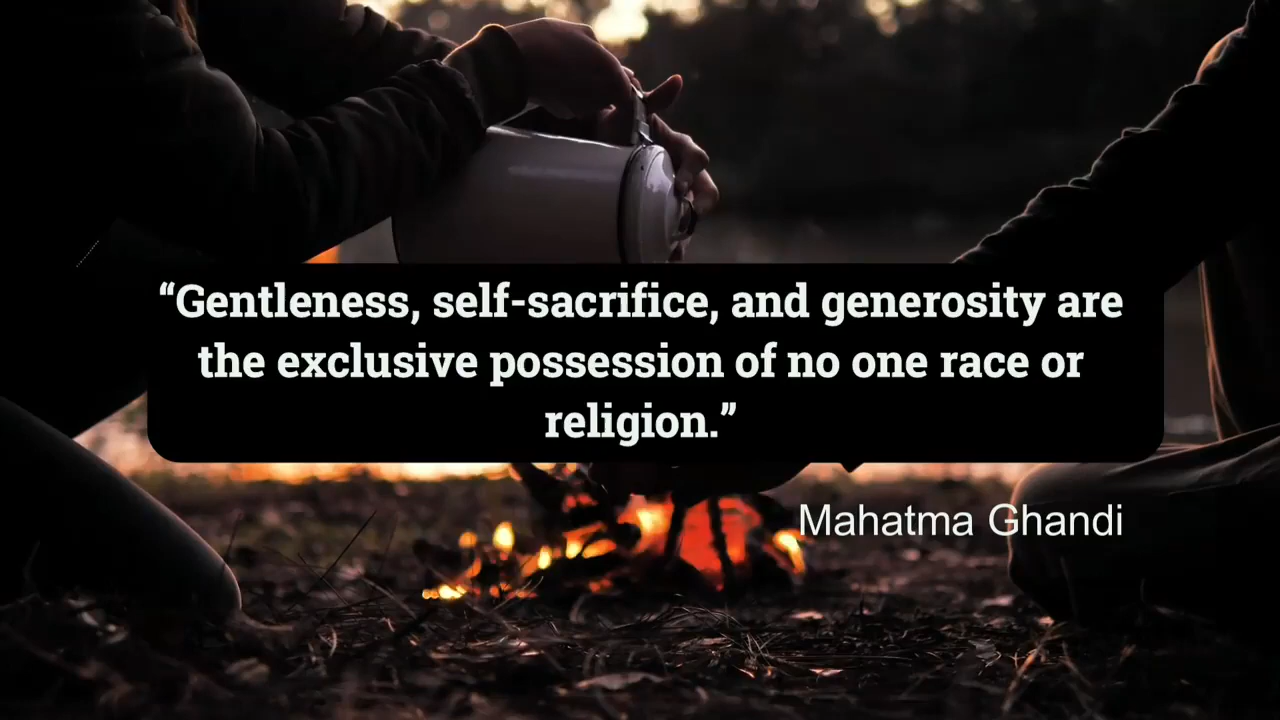 “Gentleness, self-sacrifice, and generosity are
the exclusive possession of no one race or
religion.”
Mahatma Ghandi